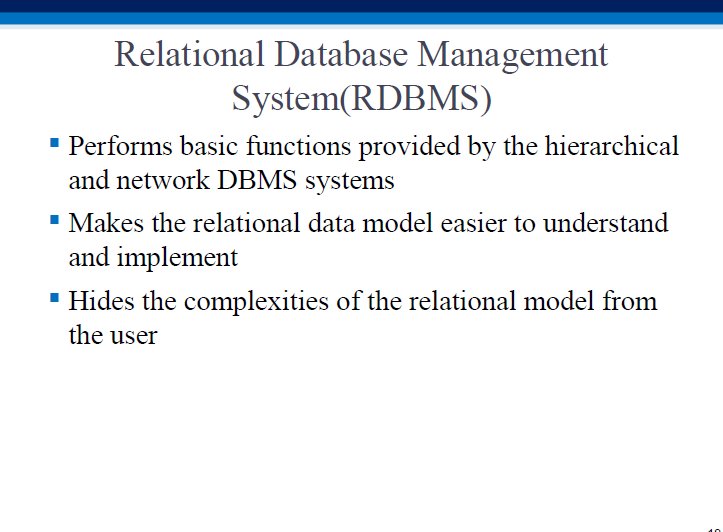 Relational Database Management
System(RDBMS)
▪ Performs basic functions provided by the hierarchical
and network DBMS systems
▪ Makes the relational data model easier to understand
and implement
▪ Hides the complexities of the relational model from
the user